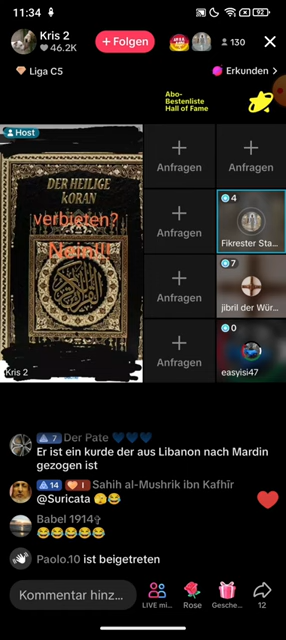 11:34
92
Kris 2
46.2K
+ Folgen
130
Liga C5
Erkunden >
Abo-
Bestenliste
Hall of Fame
Host
DER HEILIGE
KORAN
verbieten?
Nein!!!
Kris 2
Anfragen
Anfragen
Anfragen
4
Fikrester Sta...
Anfragen
7
jibril der Wür...
Anfragen
0
easyisi47
7 Der Pate 💙💙💙
Er ist ein kurde der aus Libanon nach Mardin
gezogen ist
14 1 Sahih al-Mushrik ibn Kafhīr
@Suricata 🫣😂
Babel 1914✞
😂😂😂😂😂
Paolo.10 ist beigetreten
Kommentar hinz...
LIVE mi...
Rose
Gesche...
12